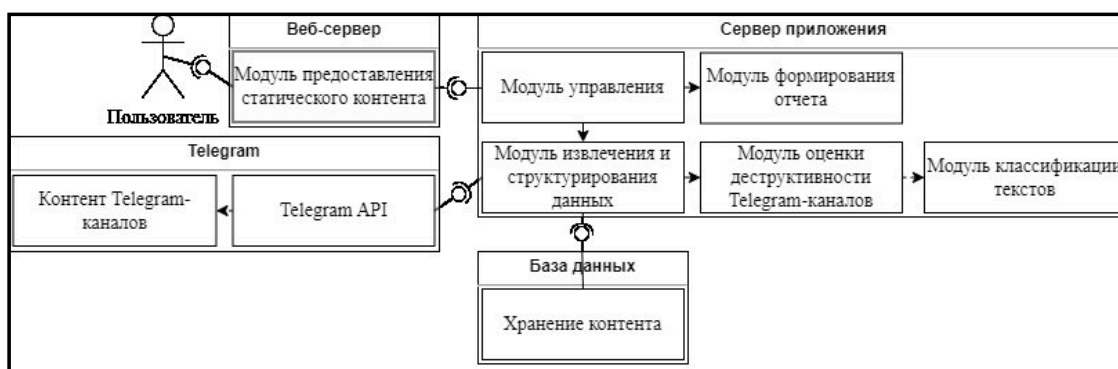 Веб-сервер
Сервер приложения
Модуль предоставления
статического контента
Модуль управления
Модуль формирования
отчета
Пользователь
Telegram
Контент Telegram-
каналов
Telegram API
Модуль извлечения и
структурирования
данных
Модуль оценки
деструктивности
Telegram-каналов
Модуль классификации
текстов
База данных
Хранение контента